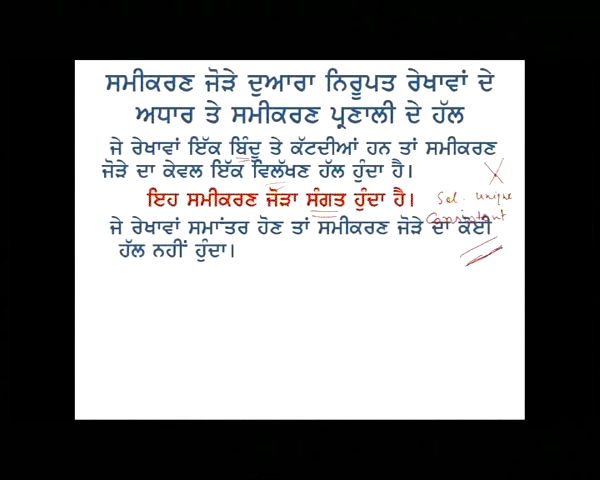 ਸਮੀਕਰਣ ਜੋੜੇ ਦੁਆਰਾ ਨਿਰੂਪਤ ਰੇਖਾਵਾਂ ਦੇ
ਅਧਾਰ ਤੇ ਸਮੀਕਰਣ ਪ੍ਰਣਾਲੀ ਦੇ ਹੱਲ
ਜੇ ਰੇਖਾਵਾਂ ਇੱਕ ਬਿੰਦੂ ਤੇ ਕੱਟਦੀਆਂ ਹਨ ਤਾਂ ਸਮੀਕਰਣ
ਜੋੜੇ ਦਾ ਕੇਵਲ ਇੱਕ ਵਿਲੱਖਣ ਹੱਲ ਹੁੰਦਾ ਹੈ।
ਇਹ ਸਮੀਕਰਣ ਜੋੜਾ ਸੰਗਤ ਹੁੰਦਾ ਹੈ।
Sol. unique
Consistent
ਜੇ ਰੇਖਾਵਾਂ ਸਮਾਂਤਰ ਹੋਣ ਤਾਂ ਸਮੀਕਰਣ ਜੋੜੇ ਦਾ ਕੋਈ
ਹੱਲ ਨਹੀਂ ਹੁੰਦਾ।